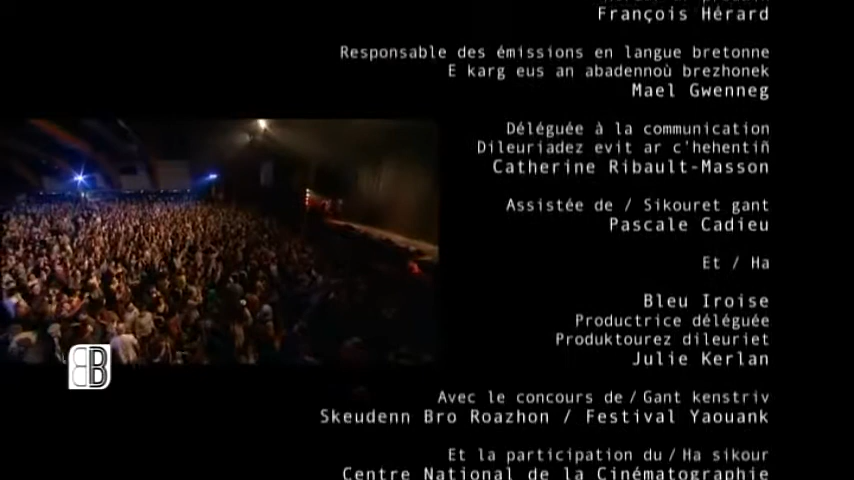 François Hérard
Responsable des émissions en langue bretonne
E karg eus an abadennoù brezhonek
Mael Gwenneg
Déléguée à la communication
Dileuriadez evit ar c'hehentiñ
Catherine Ribault-Masson
Assistée de / Sikouret gant
Pascale Cadieu
Et / Ha
Bleu Iroise
Productrice déléguée
Produktourez dileuriet
Julie Kerlan
Avec le concours de / Gant kenstriv
Skeudenn Bro Roazhon / Festival Yaouank
Et la participation du / Ha sikour
Centre National de la Cinématographie
BB